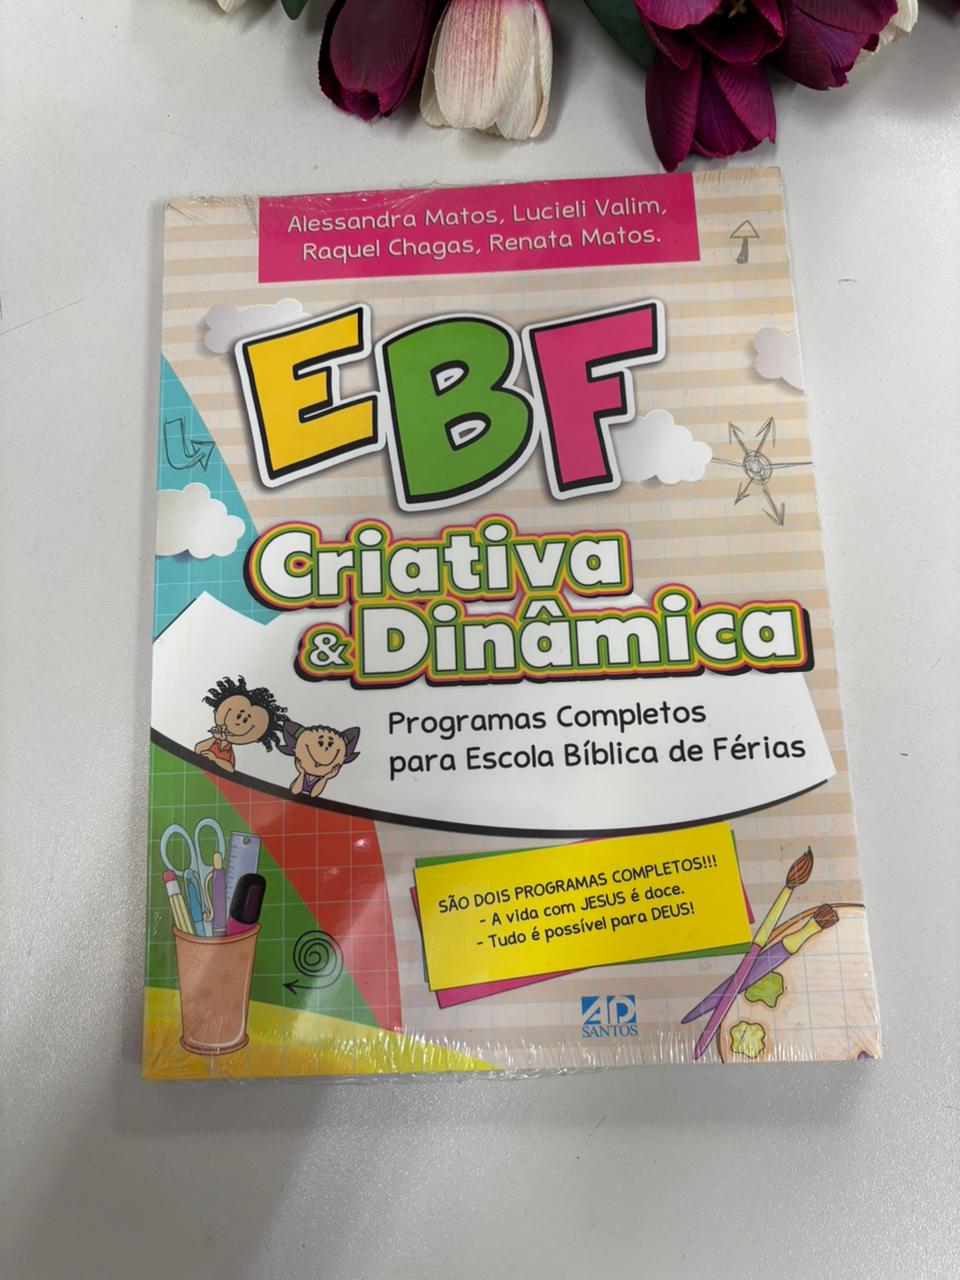 Alessandra Matos, Lucieli Valim,
Raquel Chagas, Renata Matos.
EBF
Criativa
& Dinâmica
Programas Completos
para Escola Bíblica de Férias
SÃO DOIS PROGRAMAS COMPLETOS!!!
- A vida com JESUS é doce.
- Tudo é possível para DEUS!
AD
SANTOS